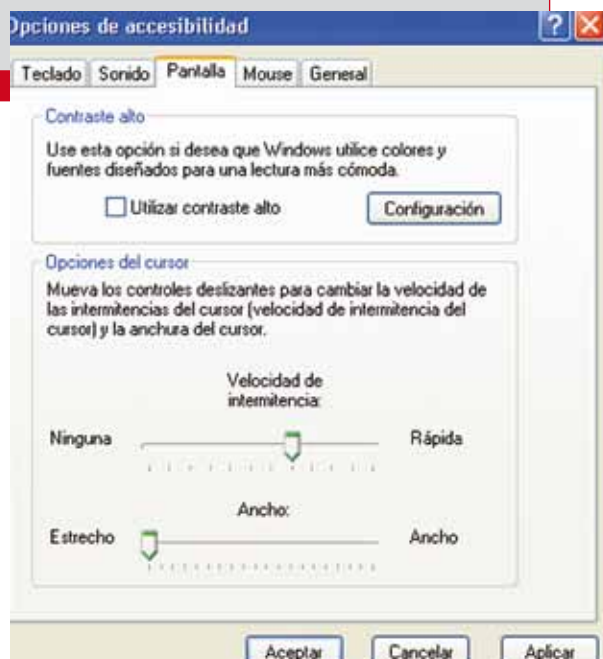 Opciones de accesibilidad
Teclado Sonido Pantalla Mouse General
Contraste alto
Use esta opción si desea que Windows utilice colores y
fuentes diseñados para una lectura más cómoda.
Utilizar contraste alto Configuración
Opciones del cursor
Mueva los controles deslizantes para cambiar la velocidad de
las intermitencias del cursor (velocidad de intermitencia del
cursor) y la anchura del cursor.
Velocidad de
intermitencia:
Ninguna Rápida
Ancho:
Estrecho Ancho
Aceptar Cancelar Aplicar